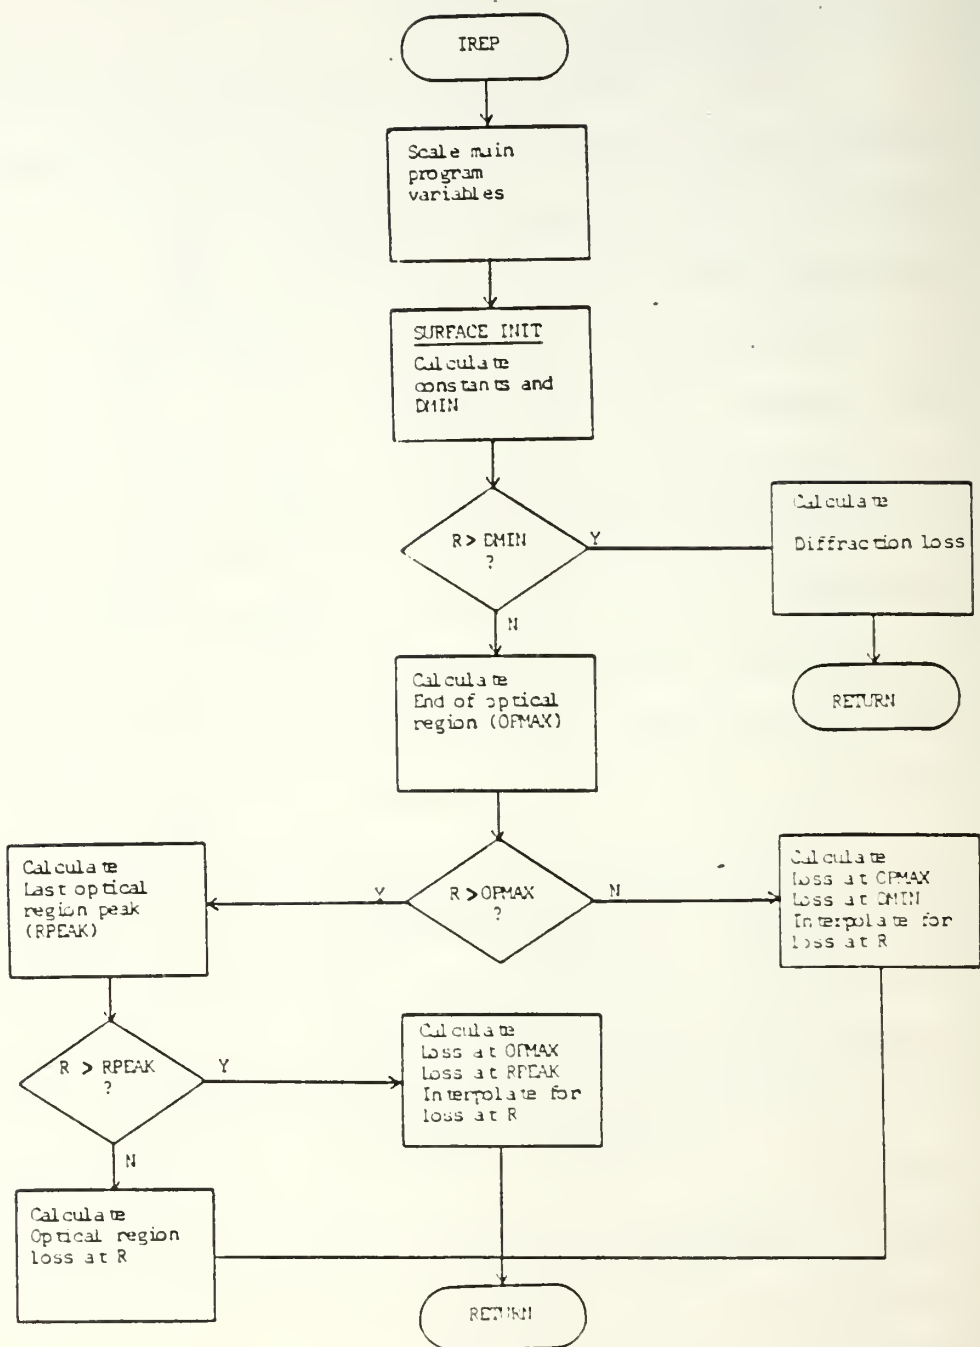 IREP
Scale main
program
variables
SURFACE INIT
Calculate
constants and
DMIN
R > DMIN
?
Y
N
Calculate
Diffraction loss
RETURN
Calculate
End of optical
region (OPMAX)
R > OPMAX
?
Y
N
Calculate
Last optical
region peak
(RPEAK)
Calculate
Loss at OPMAX
Loss at DMIN
Interpolate for
loss at R
R > RPEAK
?
Y
N
Calculate
Loss at OPMAX
Loss at RPEAK
Interpolate for
loss at R
Calculate
Optical region
loss at R
RETURN